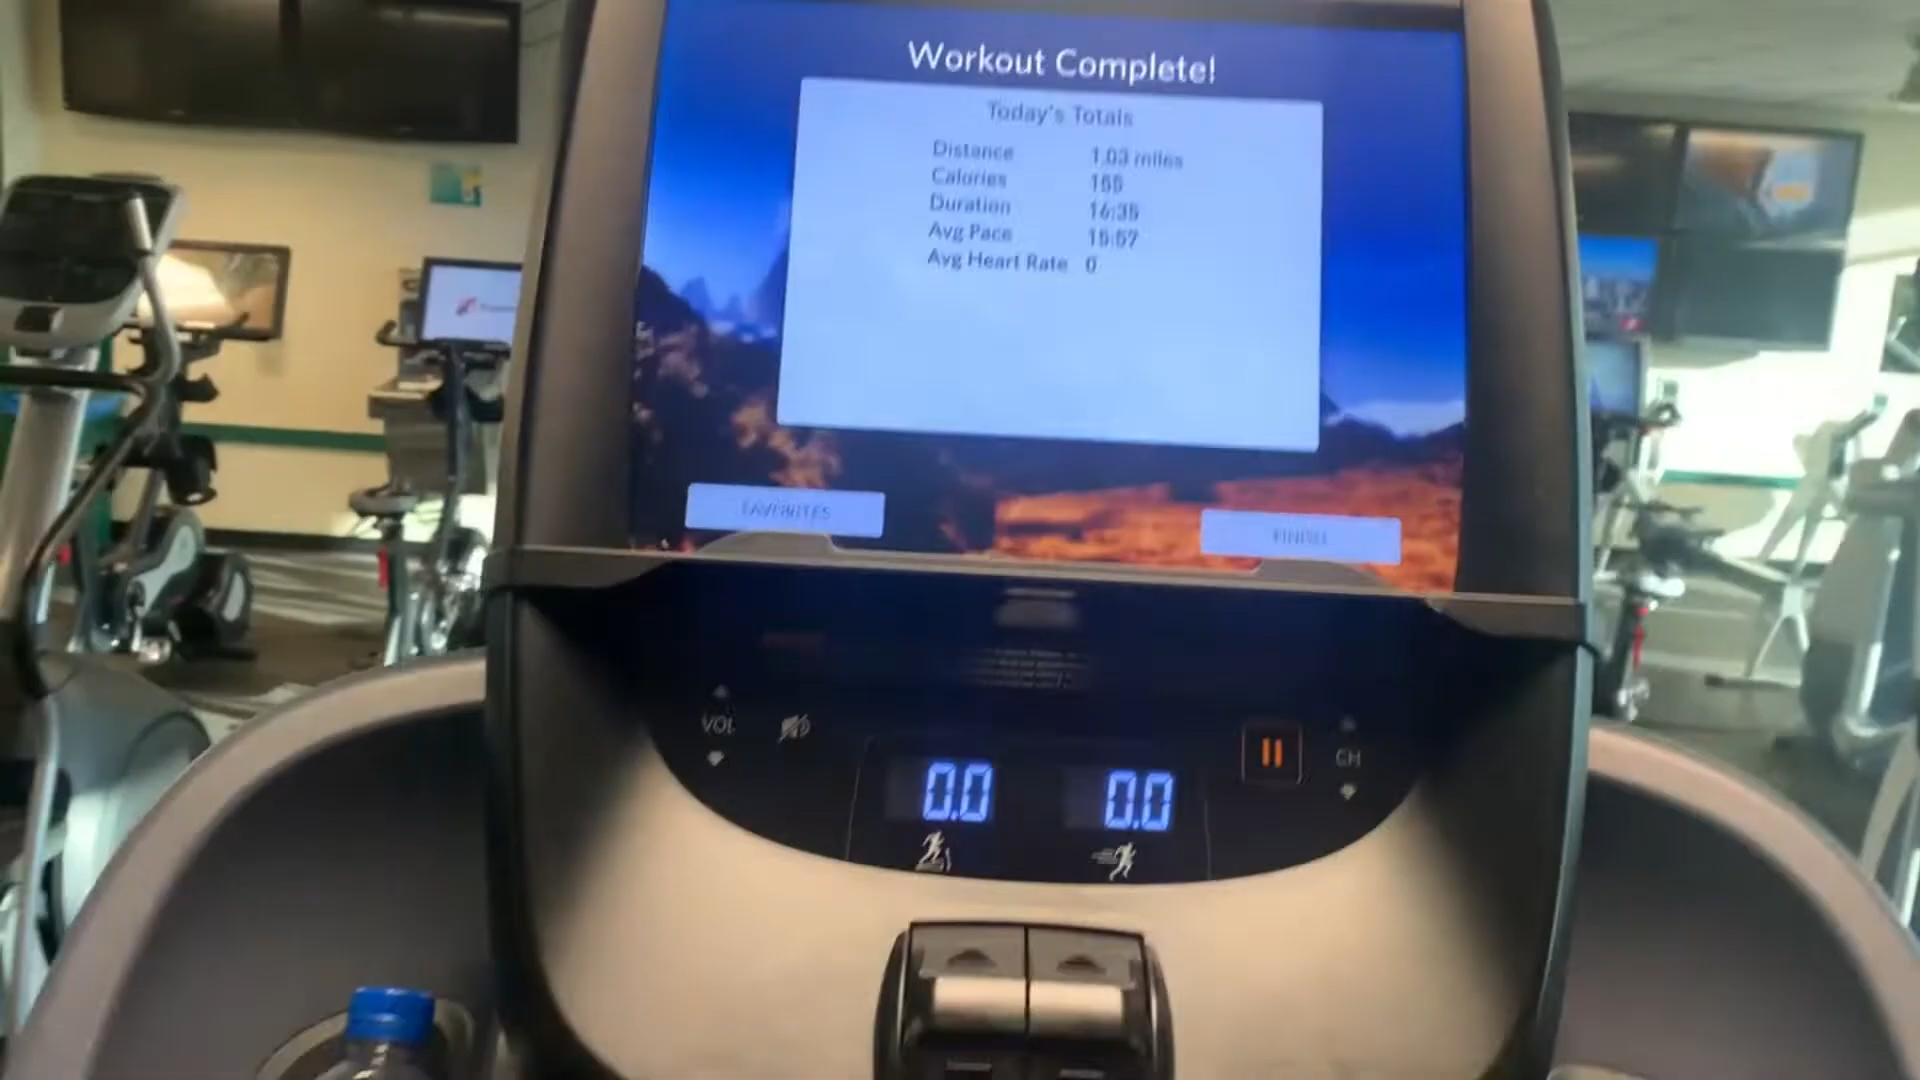 Workout Complete!
Today's Totals
Distance 1.03 miles
Calories 155
Duration 16:35
Avg Pace 15:57
Avg Heart Rate 0
FAVORITES
FINISH
VOL
CH
0.0 0.0